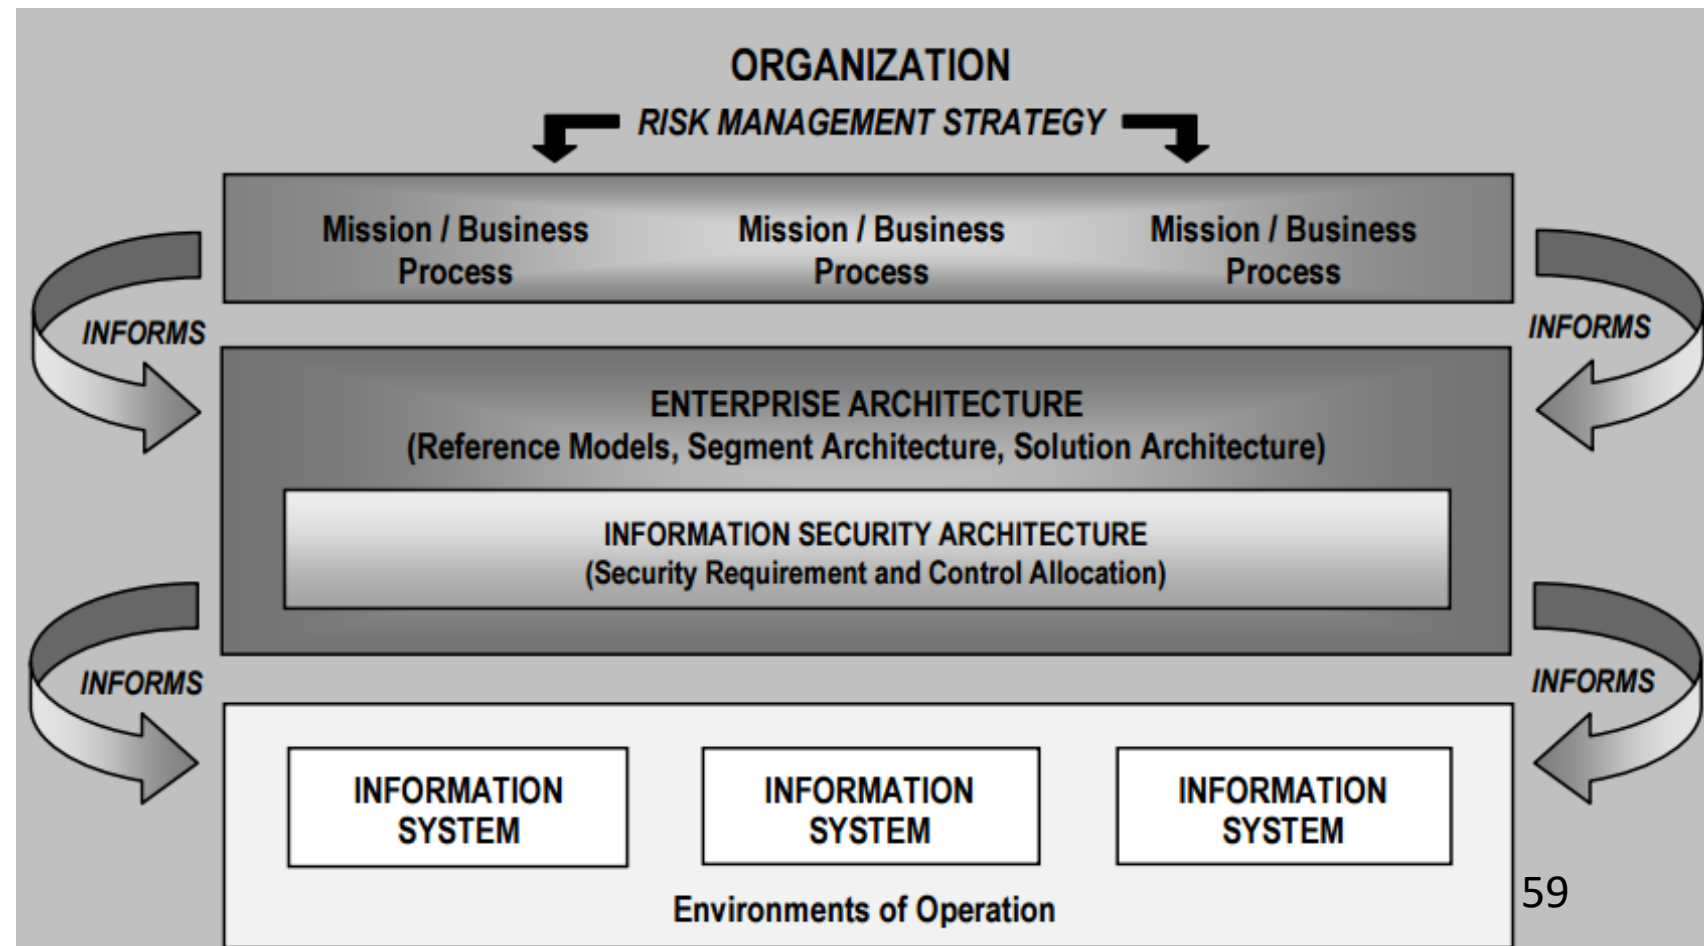 ORGANIZATION
RISK MANAGEMENT STRATEGY
Mission / Business
Process
Mission / Business
Process
Mission / Business
Process
INFORMS
INFORMS
ENTERPRISE ARCHITECTURE
(Reference Models, Segment Architecture, Solution Architecture)
INFORMATION SECURITY ARCHITECTURE
(Security Requirement and Control Allocation)
INFORMS
INFORMS
INFORMATION
SYSTEM
INFORMATION
SYSTEM
INFORMATION
SYSTEM
Environments of Operation
59